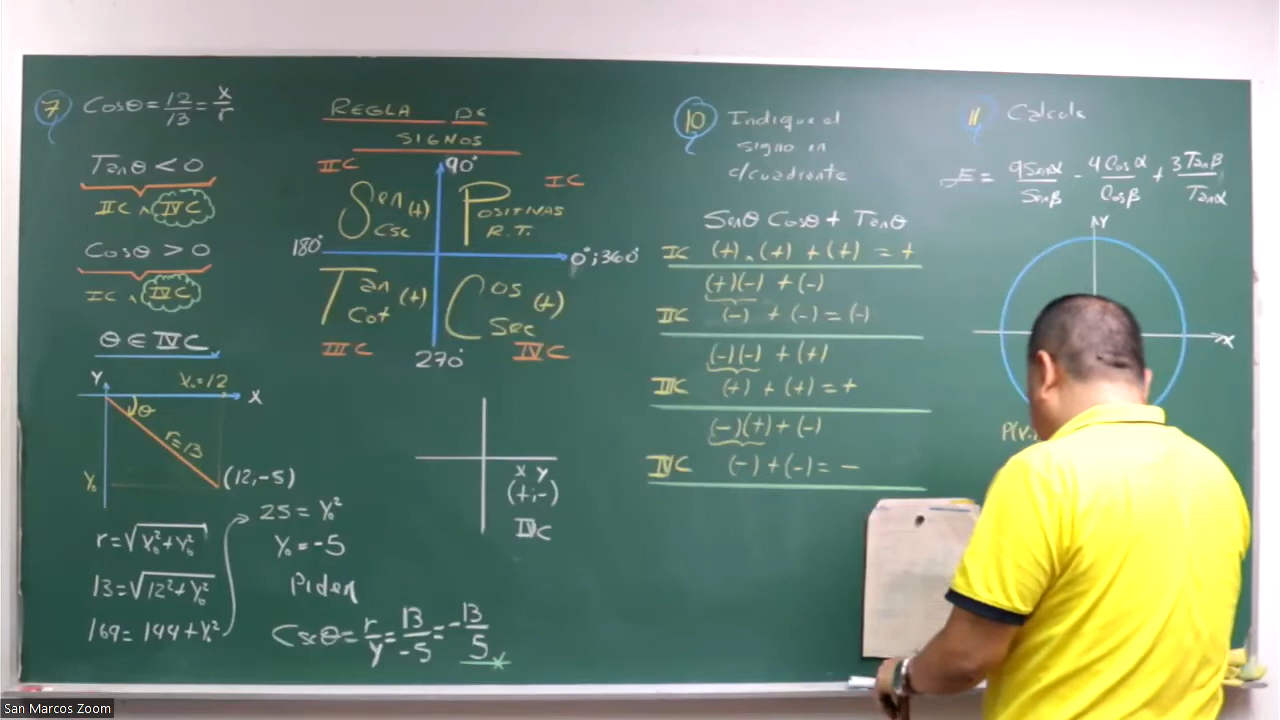 7 Cosθ = 12/13 = x/r
Tanθ < 0
IIC ∧ IVC
Cosθ > 0
IC ∧ IVC
θ ∈ IVC
Y
X₀=12
X
θ
r=13
Y₀
(12,-5)
r=√(X₀²+Y₀²)
13=√(12²+Y₀²)
169=144+Y₀²
25 = Y₀²
Y₀=-5
Piden
Cscθ = r/y = 13/-5 = -13/5
REGLA DE
SIGNOS
IIC
90°
IC
Sen (+)
Csc
POSITIVAS
R.T.
180°
0°;360°
Tan
Cot (+)
Cos
Sec (+)
IIIC
270°
IVC
X Y
(+;-)
IVC
10 Indique el
signo en
c/cuadrante
Senθ Cosθ + Tanθ
IC (+).(+) + (+) = +
(+)(-) + (-)
IIC (-) + (-) = (-)
(-)(-) + (+)
IIIC (+) + (+) = +
(-)(+) + (-)
IVC (-) + (-) = -
11 Calcule
E = 9Senα/Senβ - 4Cosα/Cosβ + 3Tanβ/Tanα
Y
X
San Marcos Zoom